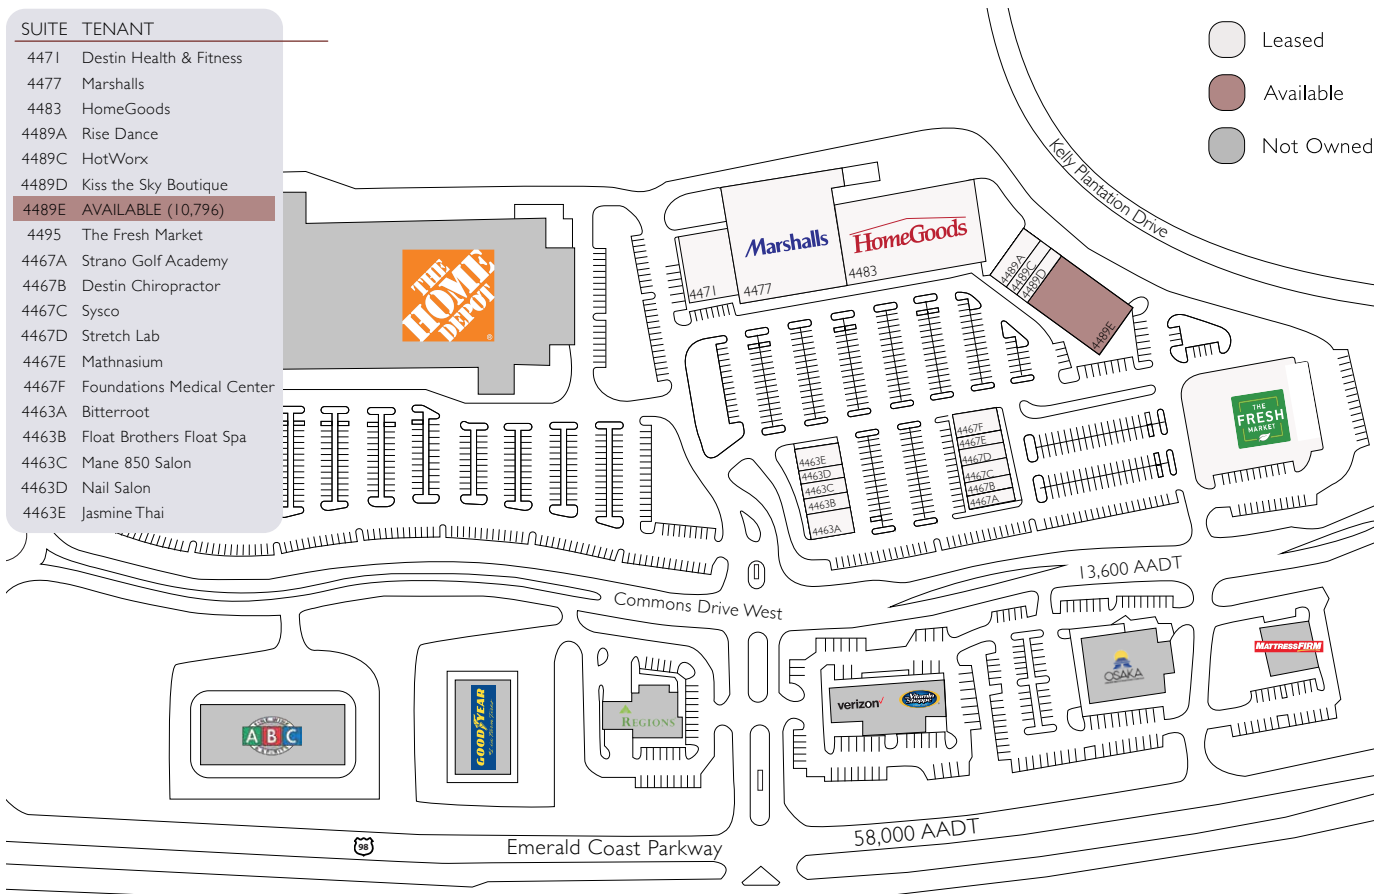 SUITE TENANT
4471 Destin Health & Fitness
4477 Marshalls
4483 HomeGoods
4489A Rise Dance
4489C HotWorx
4489D Kiss the Sky Boutique
4489E AVAILABLE (10,796)
4495 The Fresh Market
4467A Strano Golf Academy
4467B Destin Chiropractor
4467C Sysco
4467D Stretch Lab
4467E Mathnasium
4467F Foundations Medical Center
4463A Bitterroot
4463B Float Brothers Float Spa
4463C Mane 850 Salon
4463D Nail Salon
4463E Jasmine Thai
Leased
Available
Not Owned
Kelly Plantation Drive
THE
HOME
DEPOT
Marshalls
HomeGoods
4471
4477
4483
4489A
4489C
4489D
4489E
THE
FRESH
MARKET
4463E
4463D
4463C
4463B
4463A
4467F
4467E
4467D
4467C
4467B
4467A
13,600 AADT
Commons Drive West
ABC
GOODYEAR
REGIONS
verizon
Vitamin
Shoppe
OSAKA
MATTRESSFIRM
58,000 AADT
98
Emerald Coast Parkway